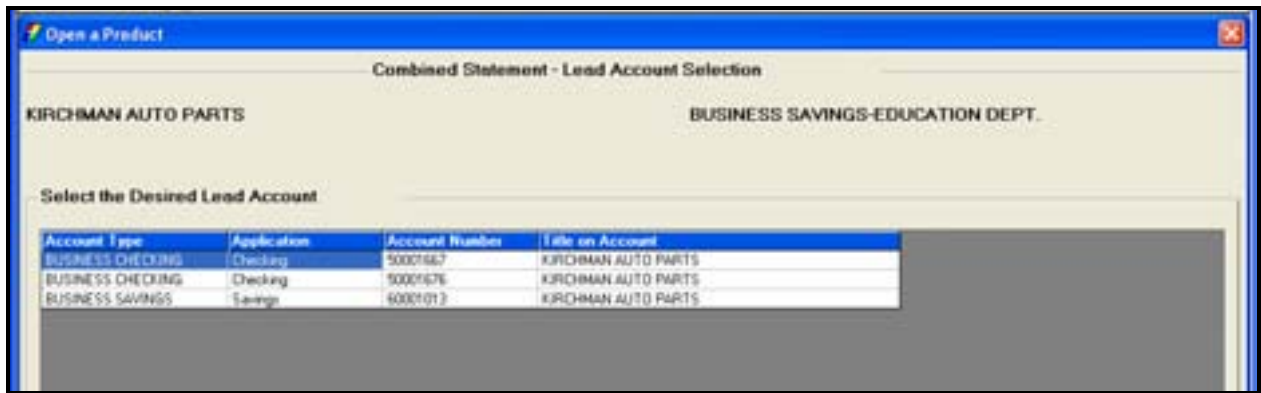 Open a Product
Combined Statement - Lead Account Selection
KIRCHMAN AUTO PARTS BUSINESS SAVINGS-EDUCATION DEPT.
Select the Desired Lead Account
Account Type Application Account Number Title on Account
BUSINESS CHECKING Checking 50001667 KIRCHMAN AUTO PARTS
BUSINESS CHECKING Checking 50001676 KIRCHMAN AUTO PARTS
BUSINESS SAVINGS Savings 60001013 KIRCHMAN AUTO PARTS